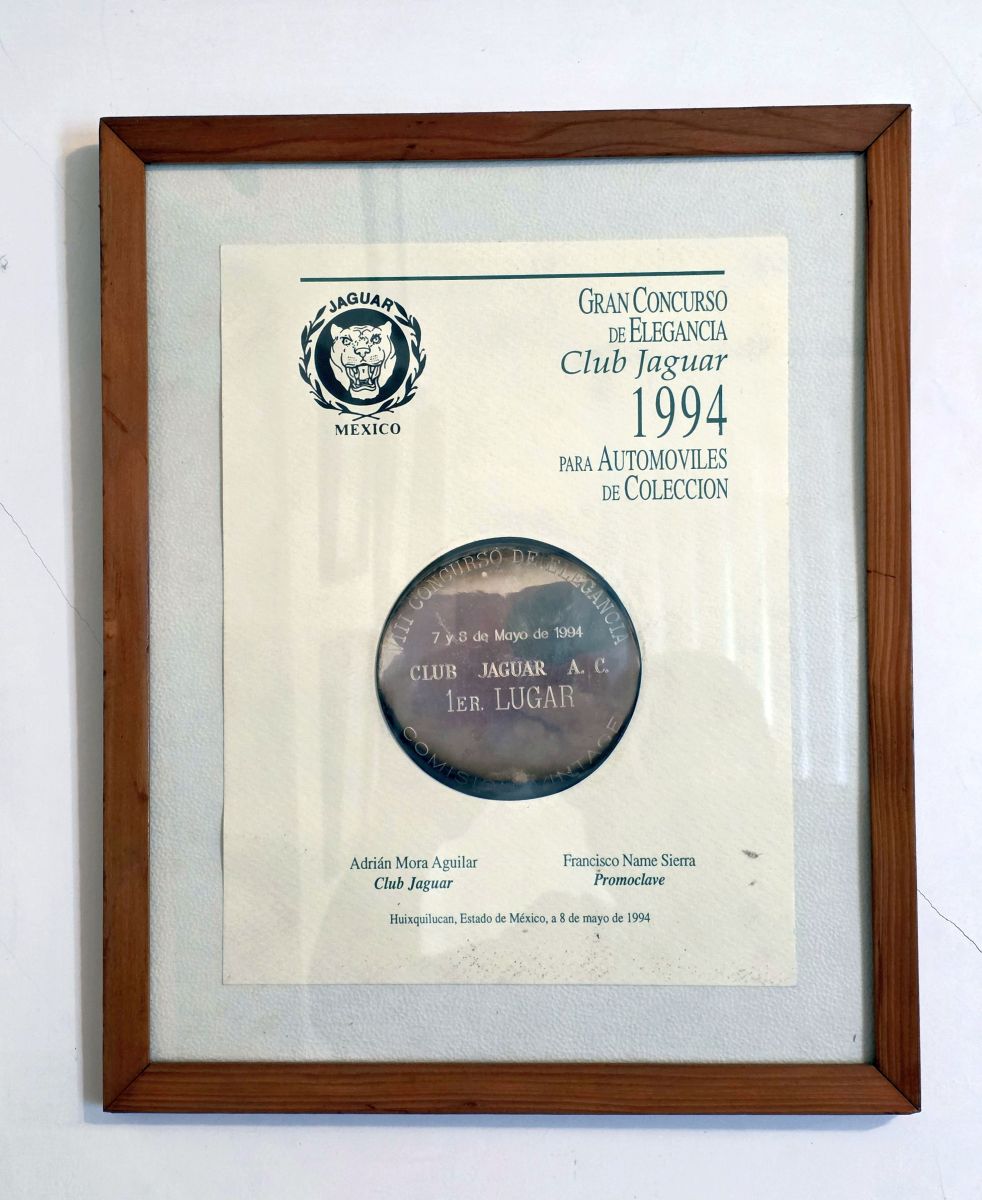 JAGUAR
MEXICO
GRAN CONCURSO
DE ELEGANCIA
Club Jaguar
1994
PARA AUTOMOVILES
DE COLECCION
VIII CONCURSO DE ELEGANCIA
7 y 8 de Mayo de 1994
CLUB JAGUAR A. C.
1ER. LUGAR
Adrián Mora Aguilar
Club Jaguar
Francisco Name Sierra
Promoclave
Huixquilucan, Estado de México, a 8 de mayo de 1994